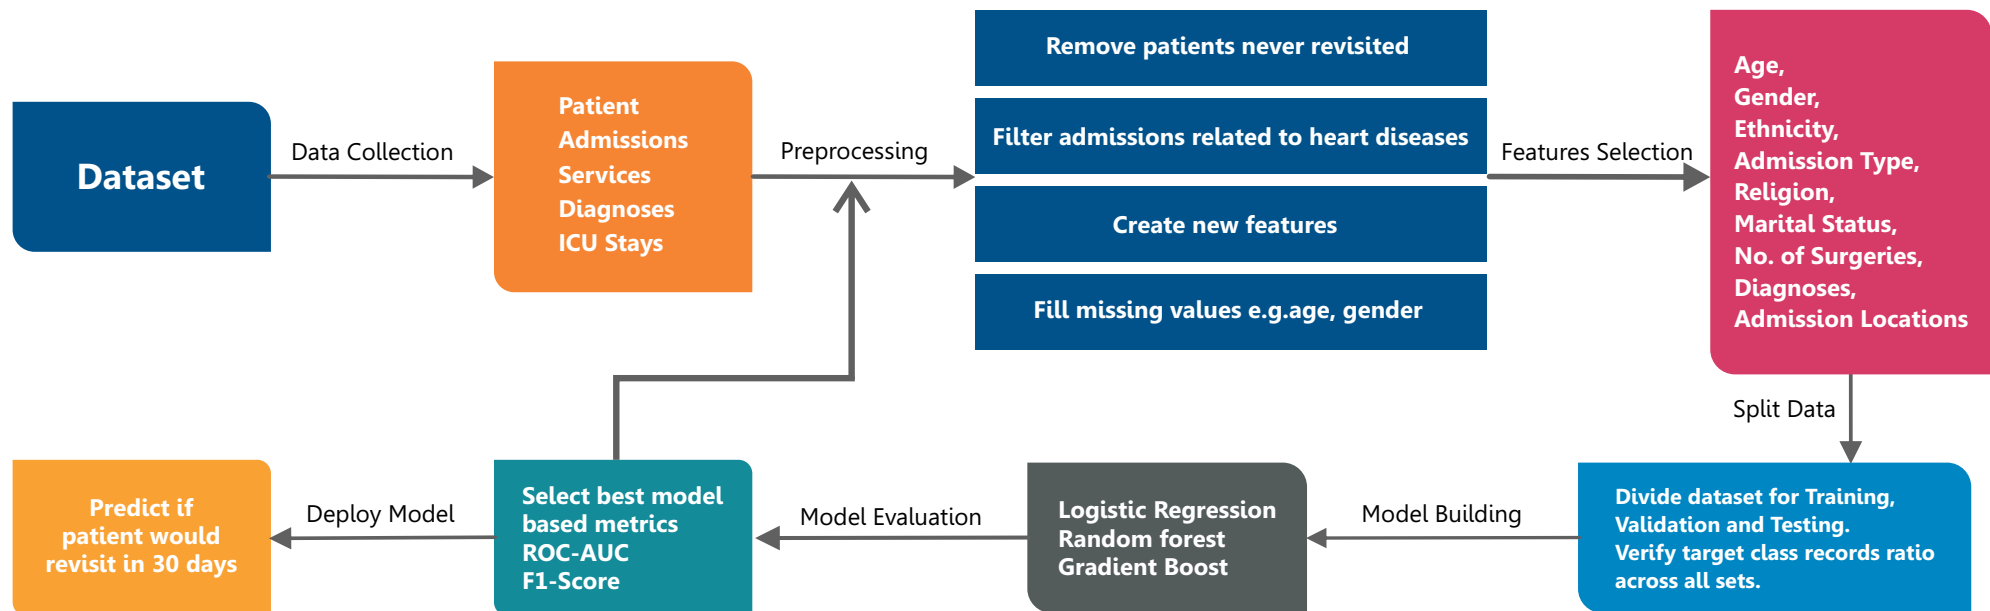 Dataset
Data Collection
Patient
Admissions
Services
Diagnoses
ICU Stays
Preprocessing
Remove patients never revisited
Filter admissions related to heart diseases
Create new features
Fill missing values e.g.age, gender
Features Selection
Age,
Gender,
Ethnicity,
Admission Type,
Religion,
Marital Status,
No. of Surgeries,
Diagnoses,
Admission Locations
Split Data
Divide dataset for Training,
Validation and Testing.
Verify target class records ratio
across all sets.
Model Building
Logistic Regression
Random forest
Gradient Boost
Model Evaluation
Select best model
based metrics
ROC-AUC
F1-Score
Deploy Model
Predict if
patient would
revisit in 30 days